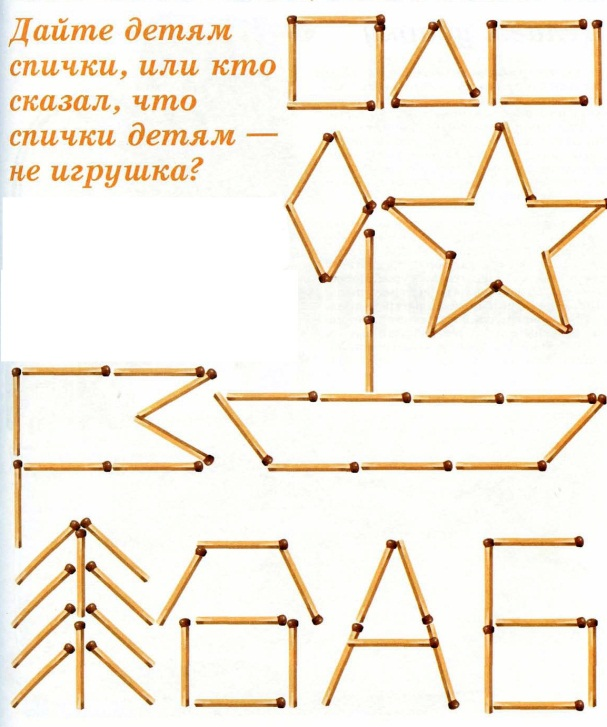 Дайте детям
спички, или кто
сказал, что
спички детям —
не игрушка?
А Б